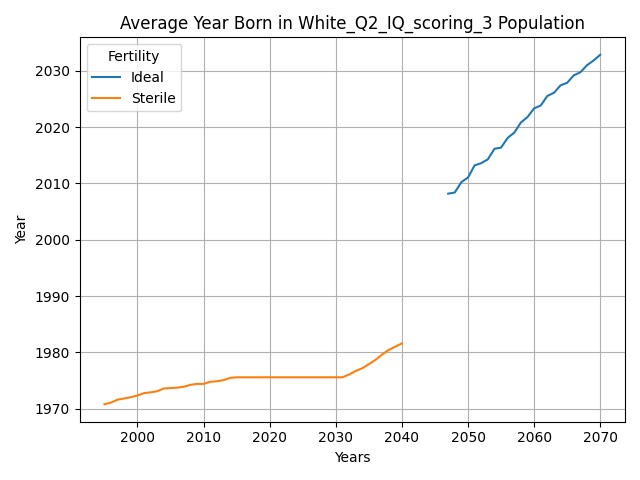 Average Year Born in White_Q2_IQ_scoring_3 Population
Fertility
Ideal
Sterile
Year
2030
2020
2010
2000
1990
1980
1970
2000 2010 2020 2030 2040 2050 2060 2070
Years